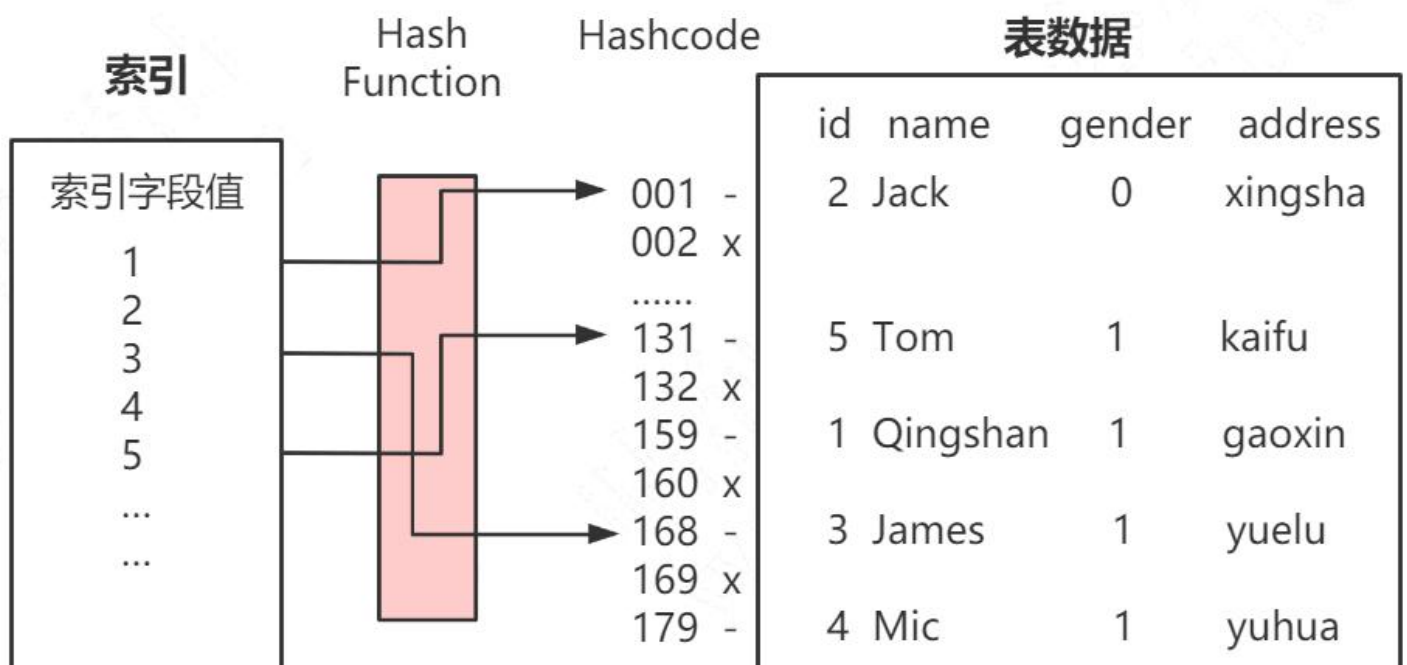 索引
Hash
Function
Hashcode
表数据
索引字段值
1
2
3
4
5
...
...
001 -
002 x
......
131 -
132 x
159 -
160 x
168 -
169 x
179 -
id name gender address
2 Jack 0 xingsha
5 Tom 1 kaifu
1 Qingshan 1 gaoxin
3 James 1 yuelu
4 Mic 1 yuhua